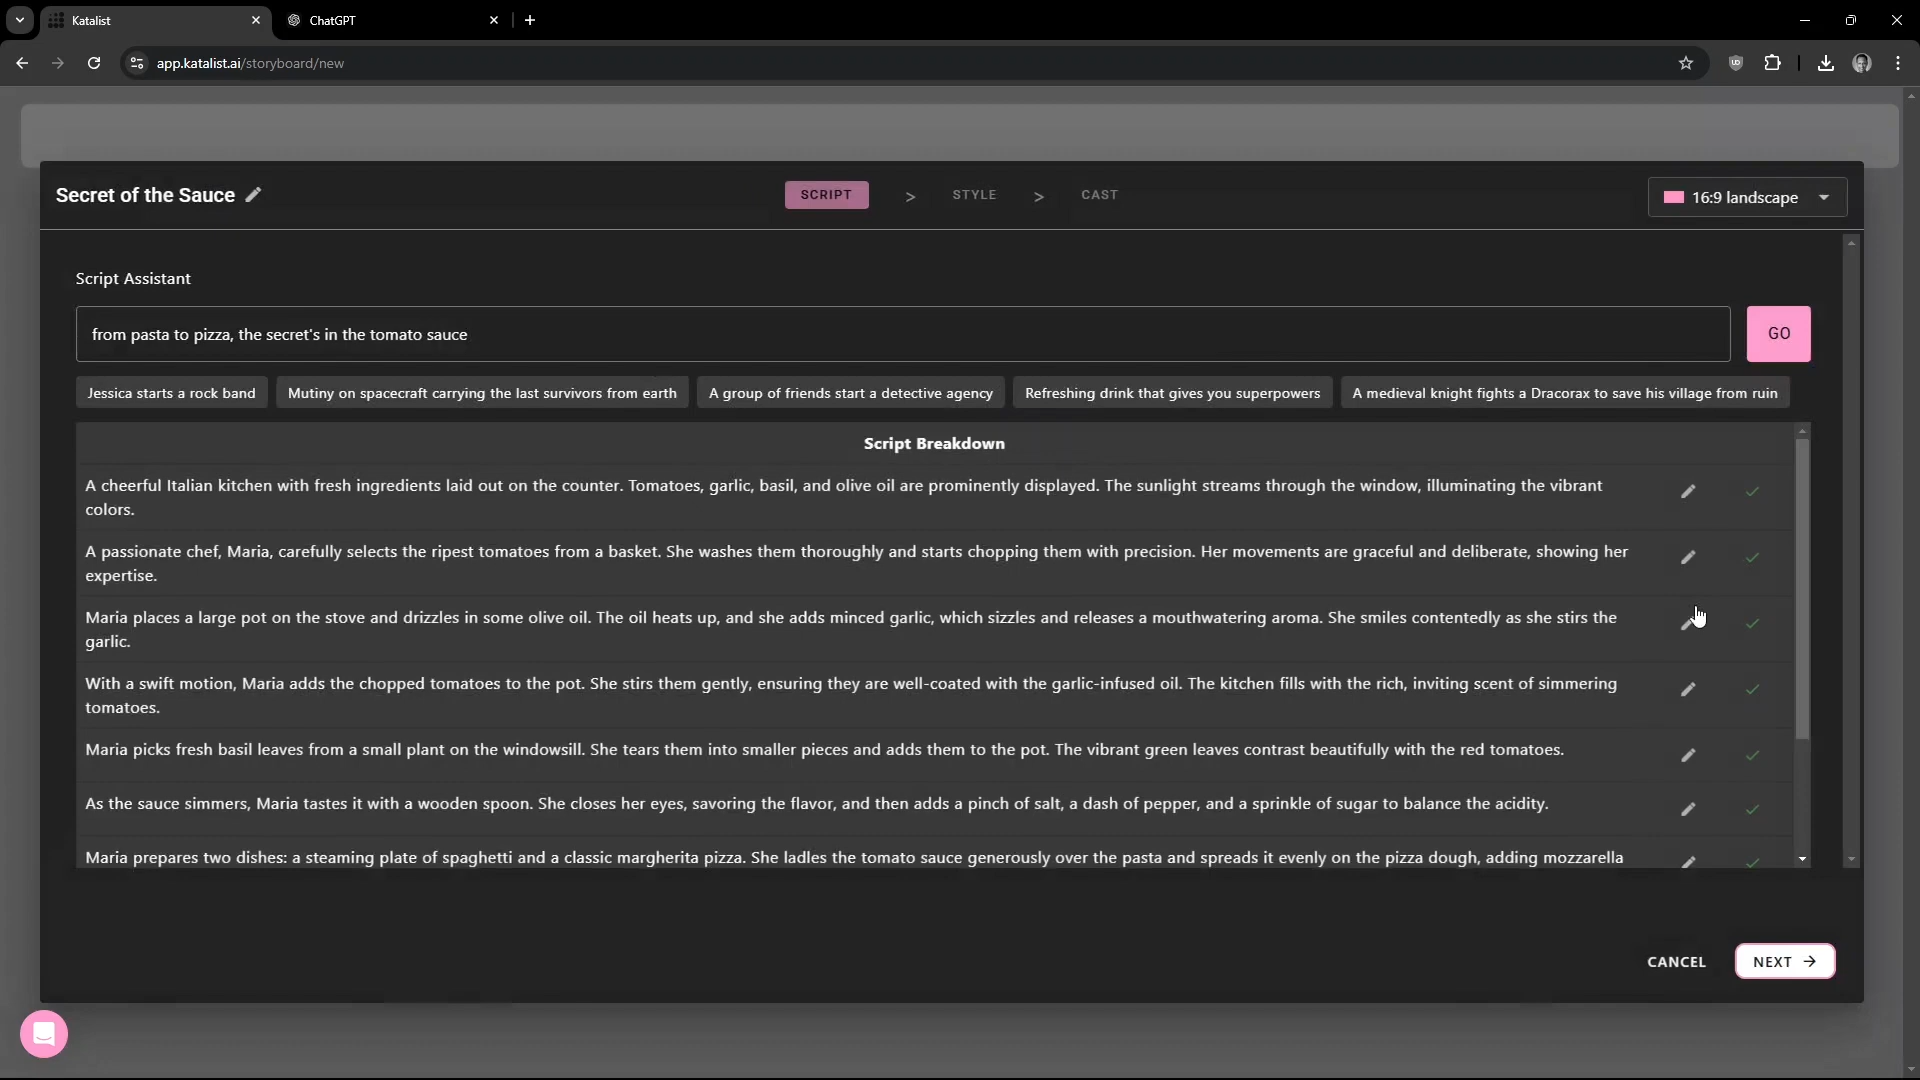 Katalist
ChatGPT
app.katalist.ai/storyboard/new
UD
Secret of the Sauce
SCRIPT > STYLE > CAST
16:9 landscape
Script Assistant
from pasta to pizza, the secret's in the tomato sauce
GO
Jessica starts a rock band
Mutiny on spacecraft carrying the last survivors from earth
A group of friends start a detective agency
Refreshing drink that gives you superpowers
A medieval knight fights a Dracorax to save his village from ruin
Script Breakdown
A cheerful Italian kitchen with fresh ingredients laid out on the counter. Tomatoes, garlic, basil, and olive oil are prominently displayed. The sunlight streams through the window, illuminating the vibrant
colors.
A passionate chef, Maria, carefully selects the ripest tomatoes from a basket. She washes them thoroughly and starts chopping them with precision. Her movements are graceful and deliberate, showing her
expertise.
Maria places a large pot on the stove and drizzles in some olive oil. The oil heats up, and she adds minced garlic, which sizzles and releases a mouthwatering aroma. She smiles contentedly as she stirs the
garlic.
With a swift motion, Maria adds the chopped tomatoes to the pot. She stirs them gently, ensuring they are well-coated with the garlic-infused oil. The kitchen fills with the rich, inviting scent of simmering
tomatoes.
Maria picks fresh basil leaves from a small plant on the windowsill. She tears them into smaller pieces and adds them to the pot. The vibrant green leaves contrast beautifully with the red tomatoes.
As the sauce simmers, Maria tastes it with a wooden spoon. She closes her eyes, savoring the flavor, and then adds a pinch of salt, a dash of pepper, and a sprinkle of sugar to balance the acidity.
Maria prepares two dishes: a steaming plate of spaghetti and a classic margherita pizza. She ladles the tomato sauce generously over the pasta and spreads it evenly on the pizza dough, adding mozzarella
CANCEL
NEXT